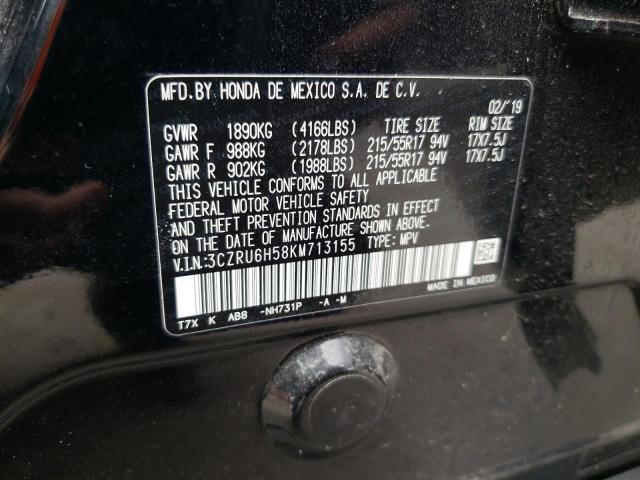 MFD. BY HONDA DE MEXICO S.A. DE C.V.
02/'19
GVWR 1890KG (4166LBS) TIRE SIZE RIM SIZE
GAWR F 988KG (2178LBS) 215/55R17 94V 17X7.5J
GAWR R 902KG (1988LBS) 215/55R17 94V 17X7.5J
THIS VEHICLE CONFORMS TO ALL APPLICABLE
FEDERAL MOTOR VEHICLE SAFETY
AND THEFT PREVENTION STANDARDS IN EFFECT
ON THE DATE OF MANUFACTURE SHOWN ABOVE.
V.I.N.:3CZRU6H58KM713155 TYPE: MPV
T7X K AB8 -NH731P -A -M
MADE IN MEXICO